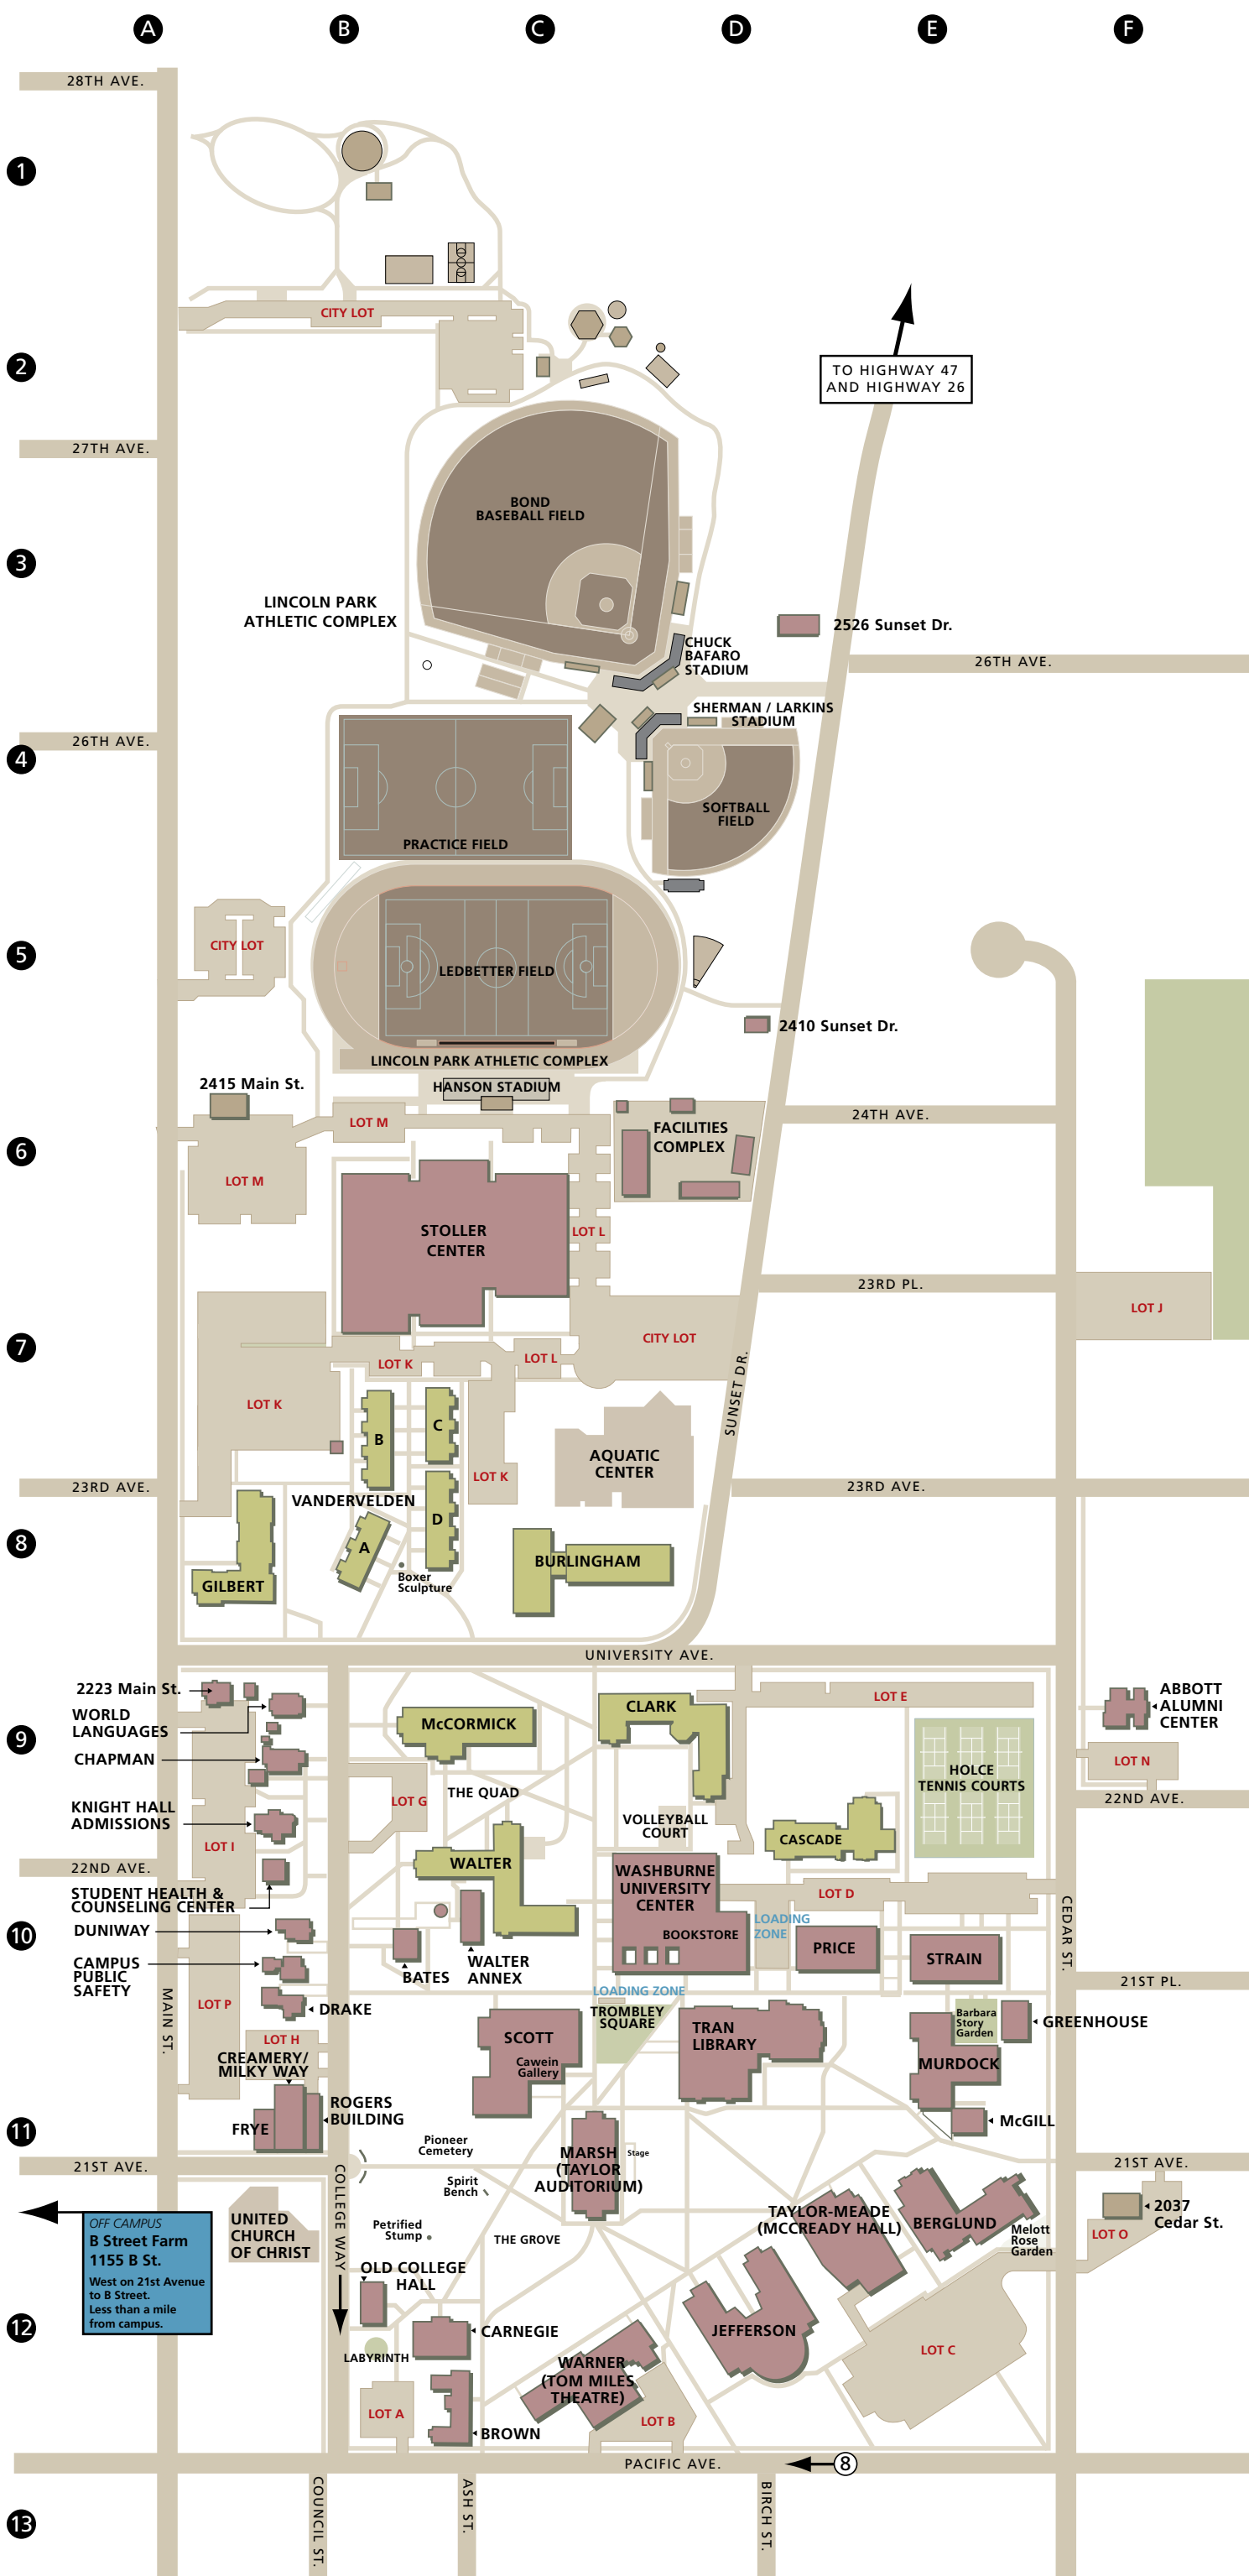 A B C D E F
28TH AVE.
1
CITY LOT
2
TO HIGHWAY 47
AND HIGHWAY 26
27TH AVE.
BOND
BASEBALL FIELD
3
LINCOLN PARK
ATHLETIC COMPLEX
2526 Sunset Dr.
CHUCK
BAFARO
STADIUM
26TH AVE.
SHERMAN / LARKINS
STADIUM
26TH AVE.
4
SOFTBALL
FIELD
PRACTICE FIELD
CITY LOT
5
LEDBETTER FIELD
2410 Sunset Dr.
LINCOLN PARK ATHLETIC COMPLEX
2415 Main St.
HANSON STADIUM
24TH AVE.
LOT M
FACILITIES
COMPLEX
6
LOT M
STOLLER
CENTER
LOT L
23RD PL.
LOT J
CITY LOT
7
LOT K
LOT L
SUNSET DR.
LOT K
B
C
AQUATIC
CENTER
LOT K
23RD AVE.
23RD AVE.
VANDERVELDEN
D
8
A
BURLINGHAM
GILBERT
Boxer
Sculpture
UNIVERSITY AVE.
2223 Main St.
WORLD
LANGUAGES
LOT E
ABBOTT
ALUMNI
CENTER
CLARK
McCORMICK
9
CHAPMAN
LOT N
HOLCE
TENNIS COURTS
THE QUAD
LOT G
22ND AVE.
KNIGHT HALL
ADMISSIONS
VOLLEYBALL
COURT
CASCADE
LOT I
22ND AVE.
WALTER
WASHBURNE
UNIVERSITY
CENTER
STUDENT HEALTH &
COUNSELING CENTER
LOT D
CEDAR ST.
10
DUNIWAY
LOADING
ZONE
BOOKSTORE
PRICE
STRAIN
CAMPUS
PUBLIC
SAFETY
WALTER
ANNEX
BATES
21ST PL.
LOADING ZONE
MAIN ST.
LOT P
DRAKE
TROMBLEY
SQUARE
Barbara
Story
Garden
GREENHOUSE
LOT H
SCOTT
TRAN
LIBRARY
CREAMERY/
MILKY WAY
Cawein
Gallery
MURDOCK
ROGERS
BUILDING
11
FRYE
McGILL
Pioneer
Cemetery
MARSH
(TAYLOR
AUDITORIUM)
Stage
21ST AVE.
21ST AVE.
COLLEGE WAY
Spirit
Bench
2037
Cedar St.
LOT O
TAYLOR-MEADE
(MCCREADY HALL)
BERGLUND
Melott
Rose
Garden
OFF CAMPUS
B Street Farm
1155 B St.
West on 21st Avenue
to B Street.
Less than a mile
from campus.
UNITED
CHURCH
OF CHRIST
Petrified
Stump
THE GROVE
OLD COLLEGE
HALL
12
CARNEGIE
JEFFERSON
LOT C
LABYRINTH
WARNER
(TOM MILES
THEATRE)
LOT A
LOT B
BROWN
PACIFIC AVE.
8
COUNCIL ST.
ASH ST.
BIRCH ST.
13